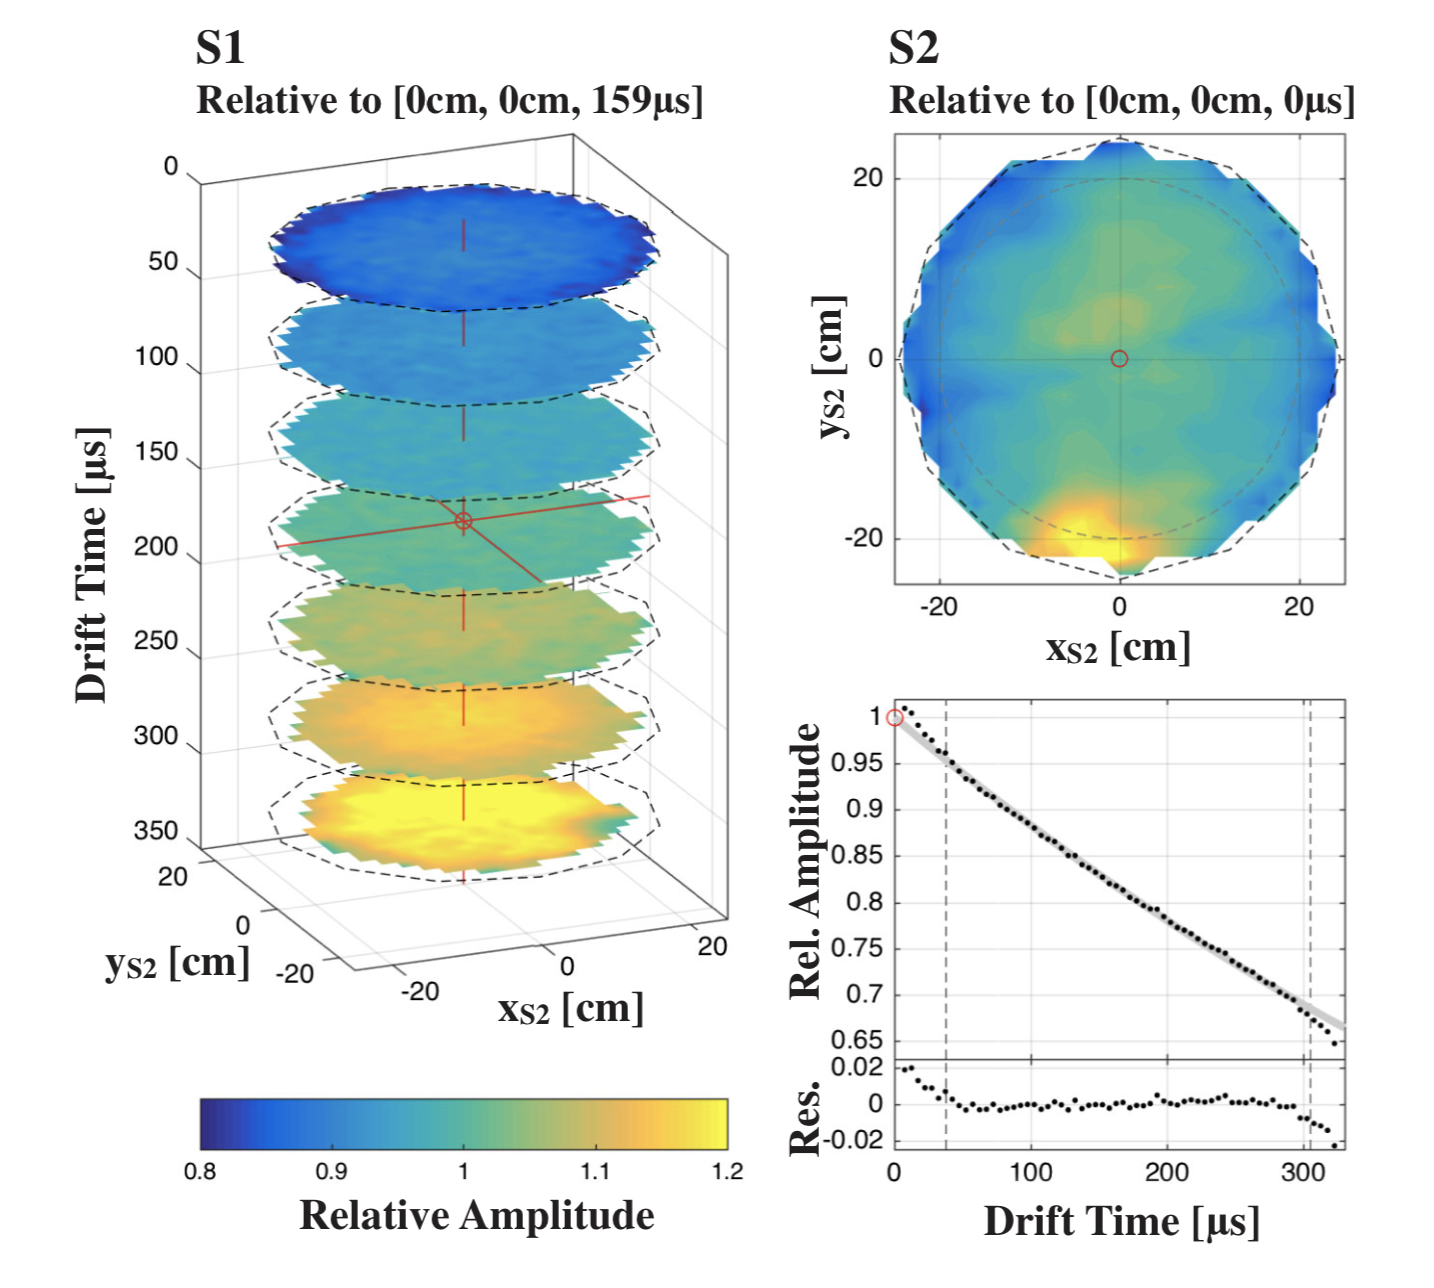 S1
Relative to [0cm, 0cm, 159μs]
0
50
100
150
200
250
300
350
Drift Time [μs]
20
0
-20
yS2 [cm]
-20
0
20
xS2 [cm]
0.8 0.9 1 1.1 1.2
Relative Amplitude
S2
Relative to [0cm, 0cm, 0μs]
20
0
-20
yS2 [cm]
-20 0 20
xS2 [cm]
1
0.95
0.9
0.85
0.8
0.75
0.7
0.65
Rel. Amplitude
0.02
0
-0.02
Res.
0 100 200 300
Drift Time [μs]